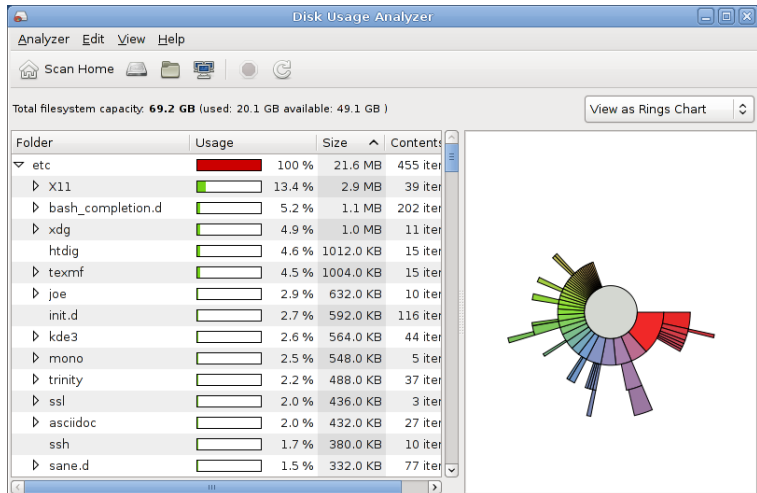 Disk Usage Analyzer
Analyzer Edit View Help
Scan Home
Total filesystem capacity: 69.2 GB (used: 20.1 GB available: 49.1 GB )
View as Rings Chart
Folder Usage Size Contents
etc 100 % 21.6 MB 455 iter
X11 13.4 % 2.9 MB 39 iter
bash_completion.d 5.2 % 1.1 MB 202 iter
xdg 4.9 % 1.0 MB 11 iter
htdig 4.6 % 1012.0 KB 15 iter
texmf 4.5 % 1004.0 KB 15 iter
joe 2.9 % 632.0 KB 10 iter
init.d 2.7 % 592.0 KB 116 iter
kde3 2.6 % 564.0 KB 44 iter
mono 2.5 % 548.0 KB 5 iter
trinity 2.2 % 488.0 KB 37 iter
ssl 2.0 % 436.0 KB 3 iter
asciidoc 2.0 % 432.0 KB 27 iter
ssh 1.7 % 380.0 KB 10 iter
sane.d 1.5 % 332.0 KB 77 iter